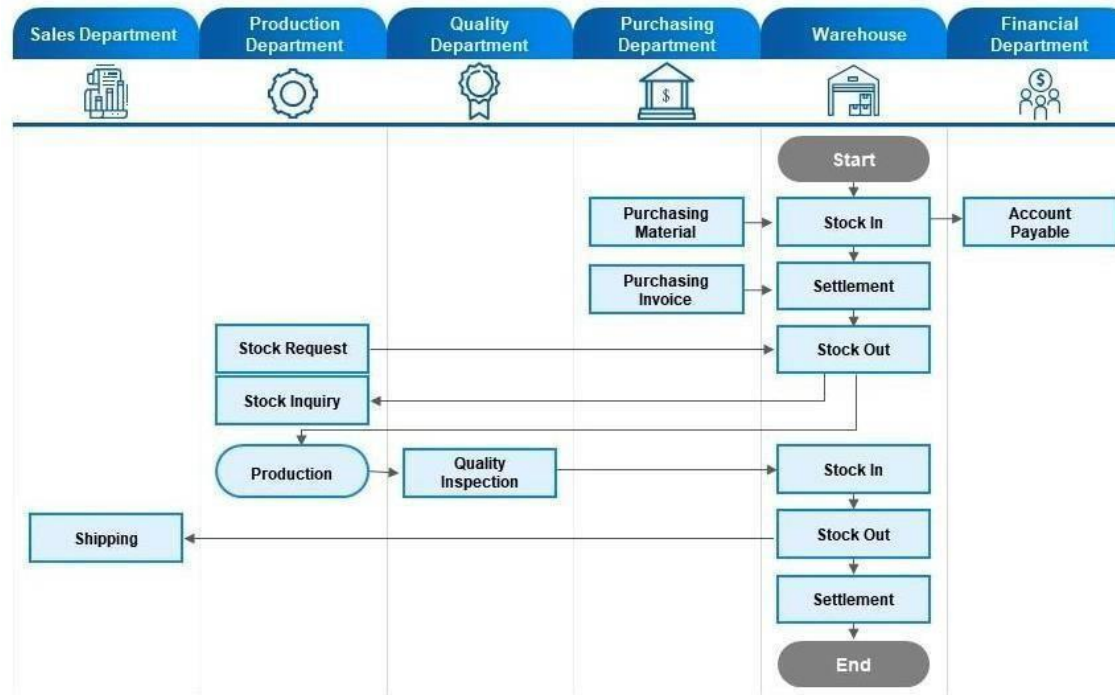 Sales Department
Production
Department
Quality
Department
Purchasing
Department
Warehouse
Financial
Department
$
$
Start
Purchasing
Material
Stock In
Account
Payable
Purchasing
Invoice
Settlement
Stock Request
Stock Out
Stock Inquiry
Production
Quality
Inspection
Stock In
Shipping
Stock Out
Settlement
End